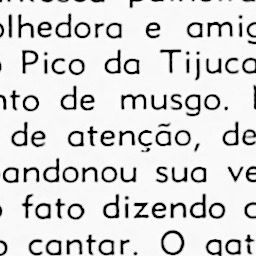 olhedora e amig
o Pico da Tijuca
nto de musgo.
de atenção, de
andonou sua ve
o fato dizendo
o cantar. O gat